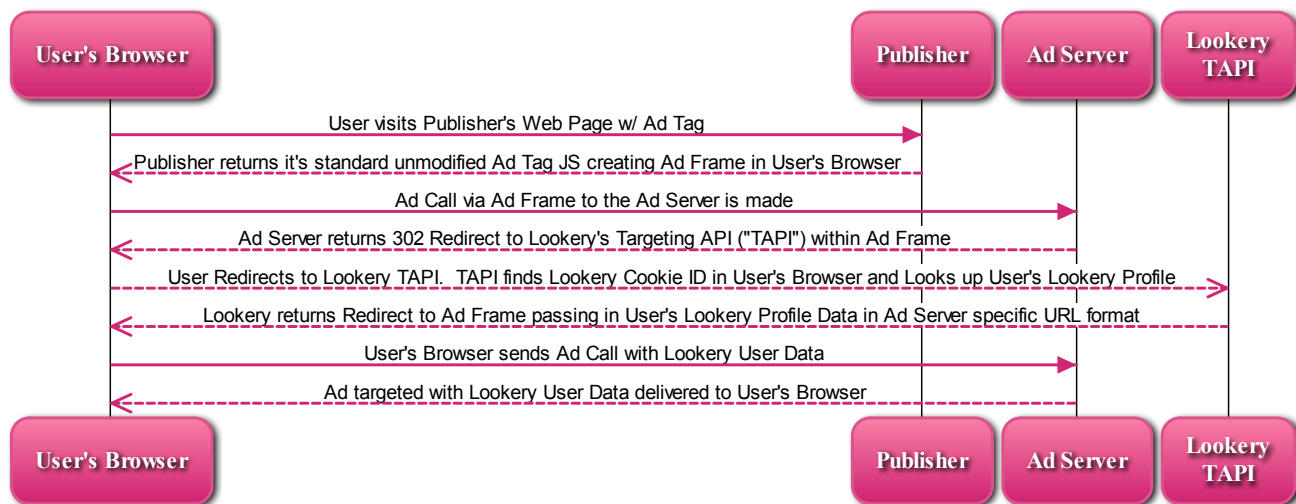 User's Browser
Publisher
Ad Server
Lookery
TAPI
User visits Publisher's Web Page w/ Ad Tag
Publisher returns it's standard unmodified Ad Tag JS creating Ad Frame in User's Browser
Ad Call via Ad Frame to the Ad Server is made
Ad Server returns 302 Redirect to Lookery's Targeting API ("TAPI") within Ad Frame
User Redirects to Lookery TAPI.  TAPI finds Lookery Cookie ID in User's Browser and Looks up User's Lookery Profile
Lookery returns Redirect to Ad Frame passing in User's Lookery Profile Data in Ad Server specific URL format
User's Browser sends Ad Call with Lookery User Data
Ad targeted with Lookery User Data delivered to User's Browser
User's Browser
Publisher
Ad Server
Lookery
TAPI